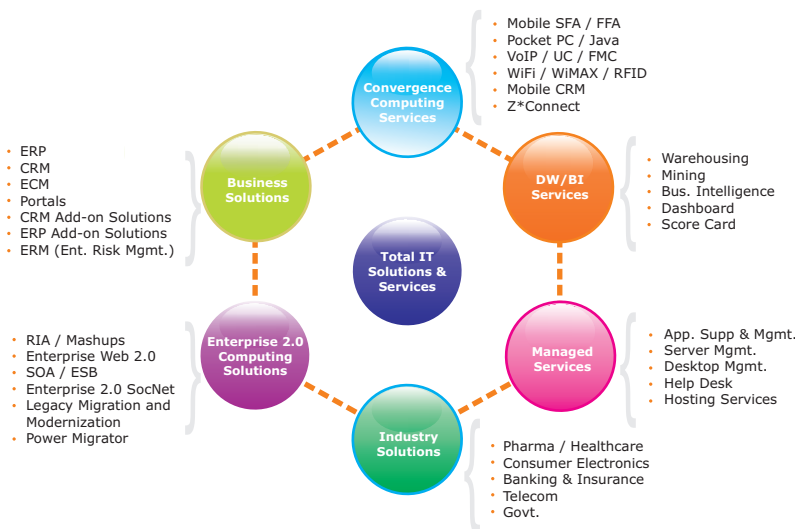 Convergence
Computing
Services
• Mobile SFA / FFA
• Pocket PC / Java
• VoIP / UC / FMC
• WiFi / WiMAX / RFID
• Mobile CRM
• Z*Connect
Business
Solutions
• ERP
• CRM
• ECM
• Portals
• CRM Add-on Solutions
• ERP Add-on Solutions
• ERM (Ent. Risk Mgmt.)
DW/BI
Services
• Warehousing
• Mining
• Bus. Intelligence
• Dashboard
• Score Card
Total IT
Solutions &
Services
Enterprise 2.0
Computing
Solutions
• RIA / Mashups
• Enterprise Web 2.0
• SOA / ESB
• Enterprise 2.0 SocNet
• Legacy Migration and
Modernization
• Power Migrator
Managed
Services
• App. Supp & Mgmt.
• Server Mgmt.
• Desktop Mgmt.
• Help Desk
• Hosting Services
Industry
Solutions
• Pharma / Healthcare
• Consumer Electronics
• Banking & Insurance
• Telecom
• Govt.